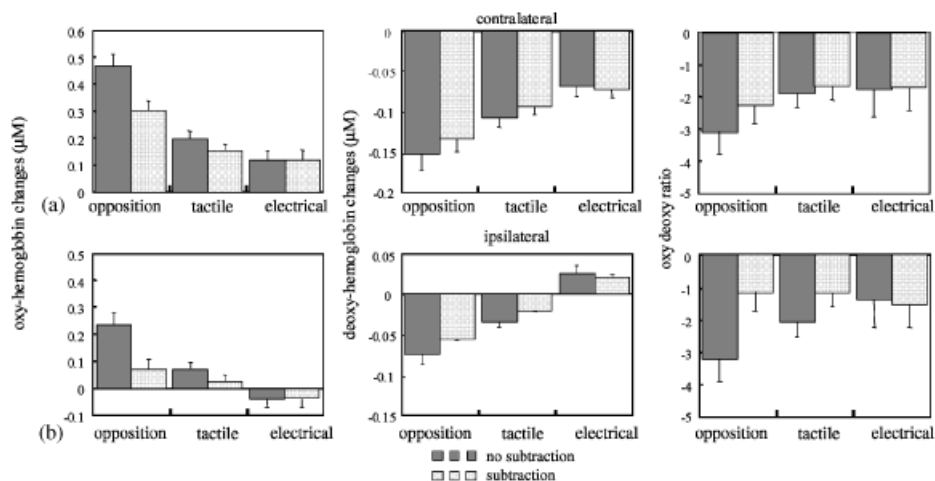 contralateral
oxy-hemoglobin changes (μM)
0.6
0.5
0.4
0.3
0.2
0.1
0
opposition tactile electrical
(a)
deoxy-hemoglobin changes (μM)
0
-0.05
-0.1
-0.15
-0.2
opposition tactile electrical
oxy deoxy ratio
0
-1
-2
-3
-4
-5
opposition tactile electrical
ipsilateral
0.5
0.4
0.3
0.2
0.1
0
-0.1
opposition tactile electrical
(b)
0.05
0
-0.05
-0.1
-0.15
opposition tactile electrical
0
-1
-2
-3
-4
-5
opposition tactile electrical
no subtraction
subtraction